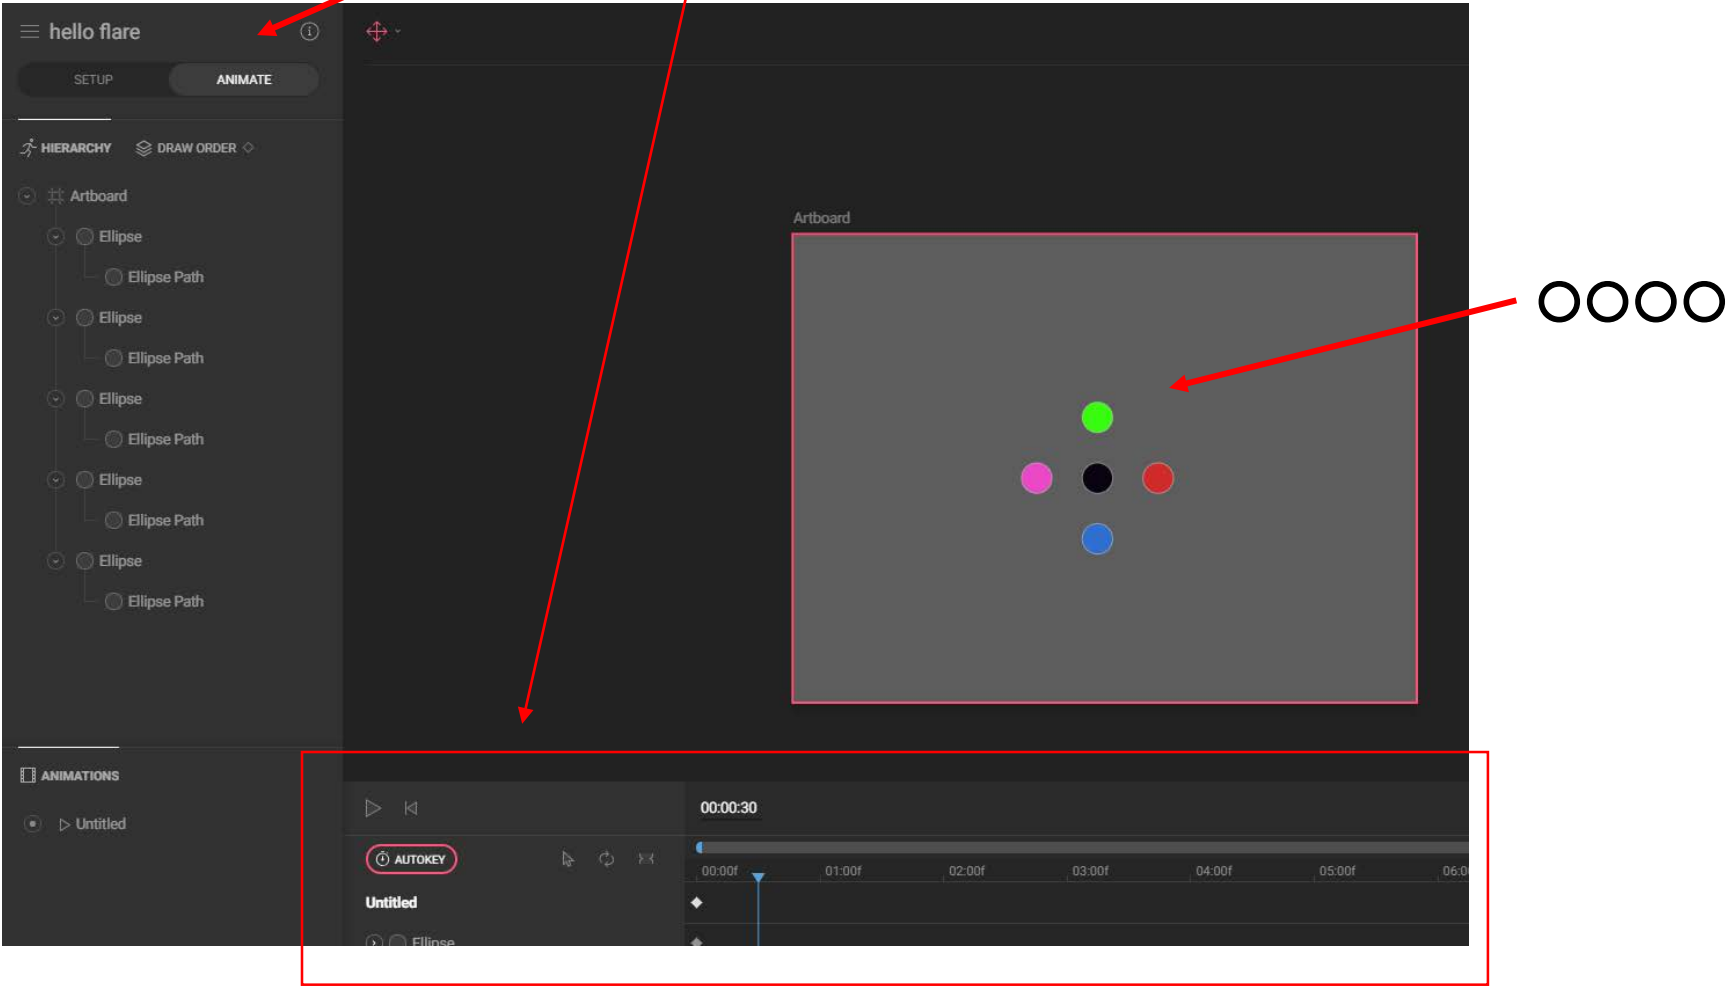 hello flare
SETUP ANIMATE
HIERARCHY DRAW ORDER
Artboard
Ellipse
Ellipse Path
Ellipse
Ellipse Path
Ellipse
Ellipse Path
Ellipse
Ellipse Path
Ellipse
Ellipse Path
ANIMATIONS
Untitled
Artboard
○○○○
00:00:30
AUTOKEY
00:00f 01:00f 02:00f 03:00f 04:00f 05:00f
Untitled
Ellipse